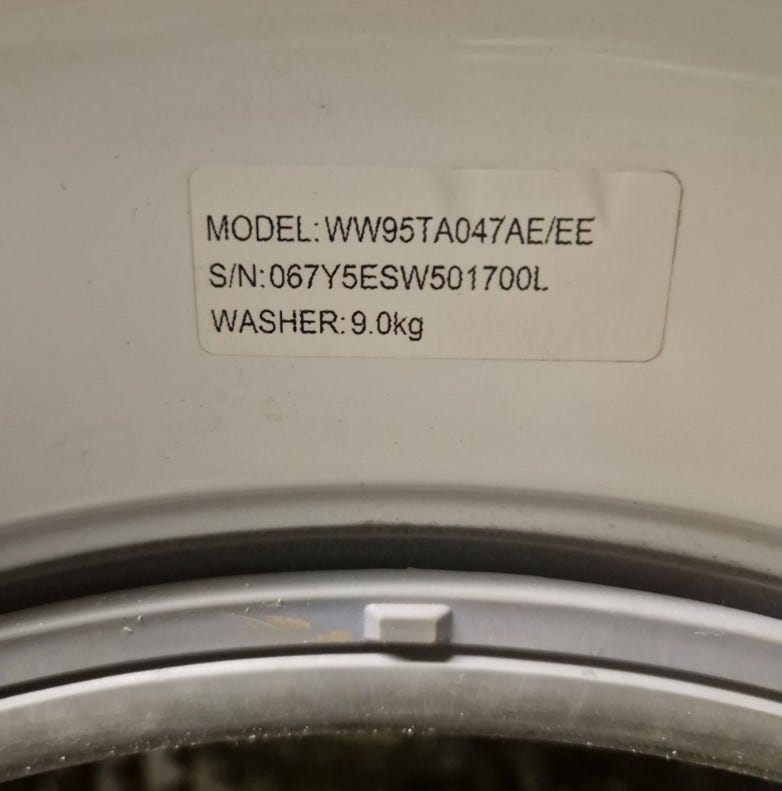 MODEL:WW95TA047AE/EE
S/N:067Y5ESW501700L
WASHER:9.0kg